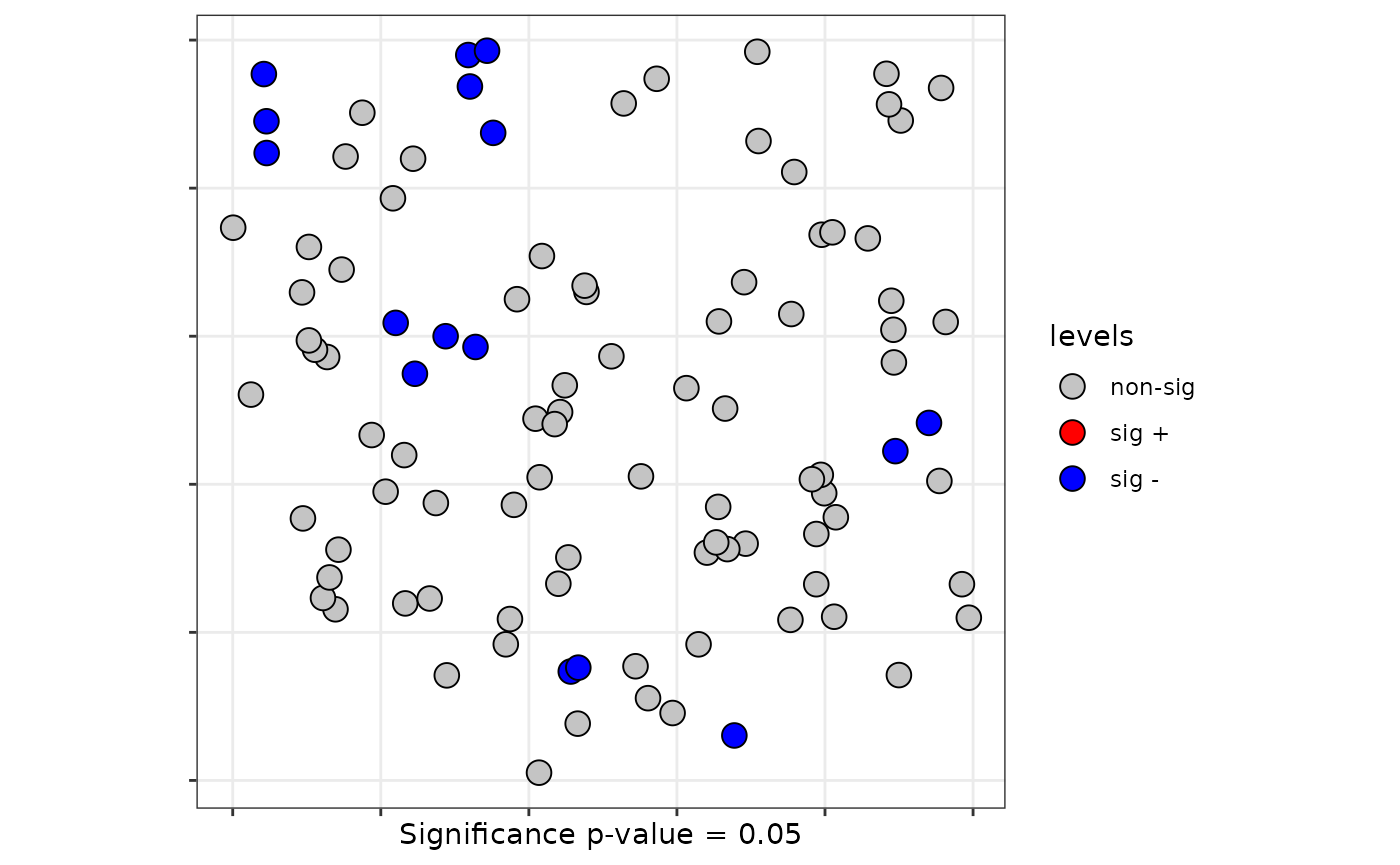 levels
non-sig
sig +
sig -
Significance p-value = 0.05